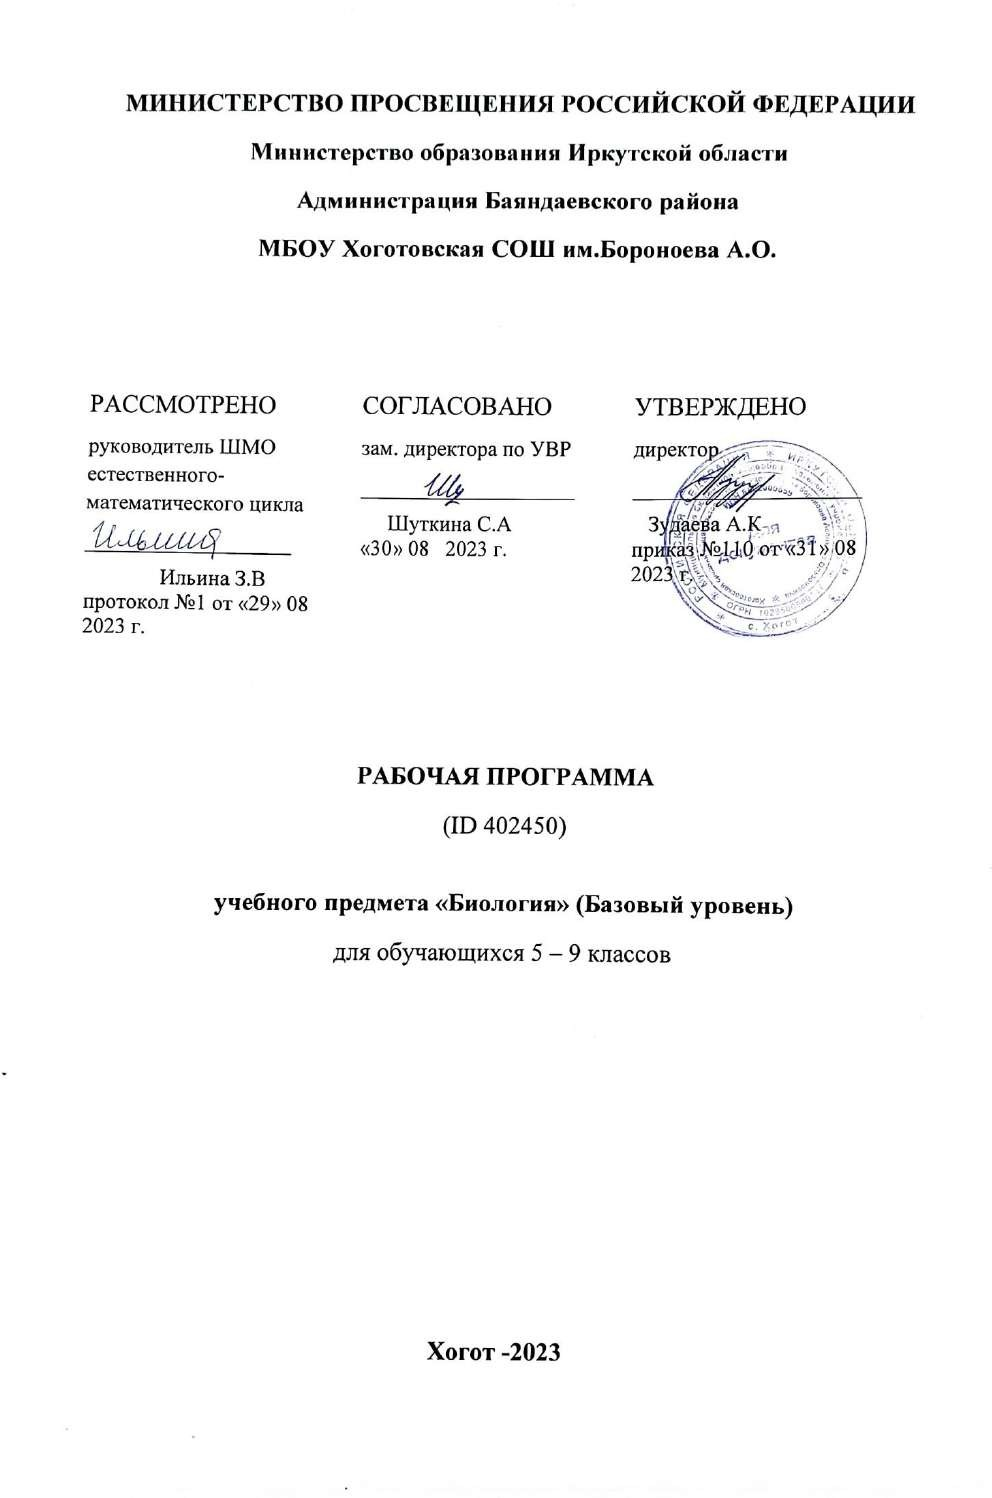 МИНИСТЕРСТВО ПРОСВЕЩЕНИЯ РОССИЙСКОЙ ФЕДЕРАЦИИ
Министерство образования Иркутской области
Администрация Баяндаевского района
МБОУ Хоготовская СОШ им.Бороноева А.О.
РАССМОТРЕНО
руководитель ШМО
естественного-
математического цикла
Ильина
Ильина З.В
протокол №1 от «29» 08
2023 г.
СОГЛАСОВАНО
зам. директора по УВР
Шуткина С.А
«30» 08 2023 г.
УТВЕРЖДЕНО
директор
Зудаева А.К
приказ №110 от «31» 08
2023 г.
с. Хогот
РАБОЧАЯ ПРОГРАММА
(ID 402450)
учебного предмета «Биология» (Базовый уровень)
для обучающихся 5 – 9 классов
Хогот -2023